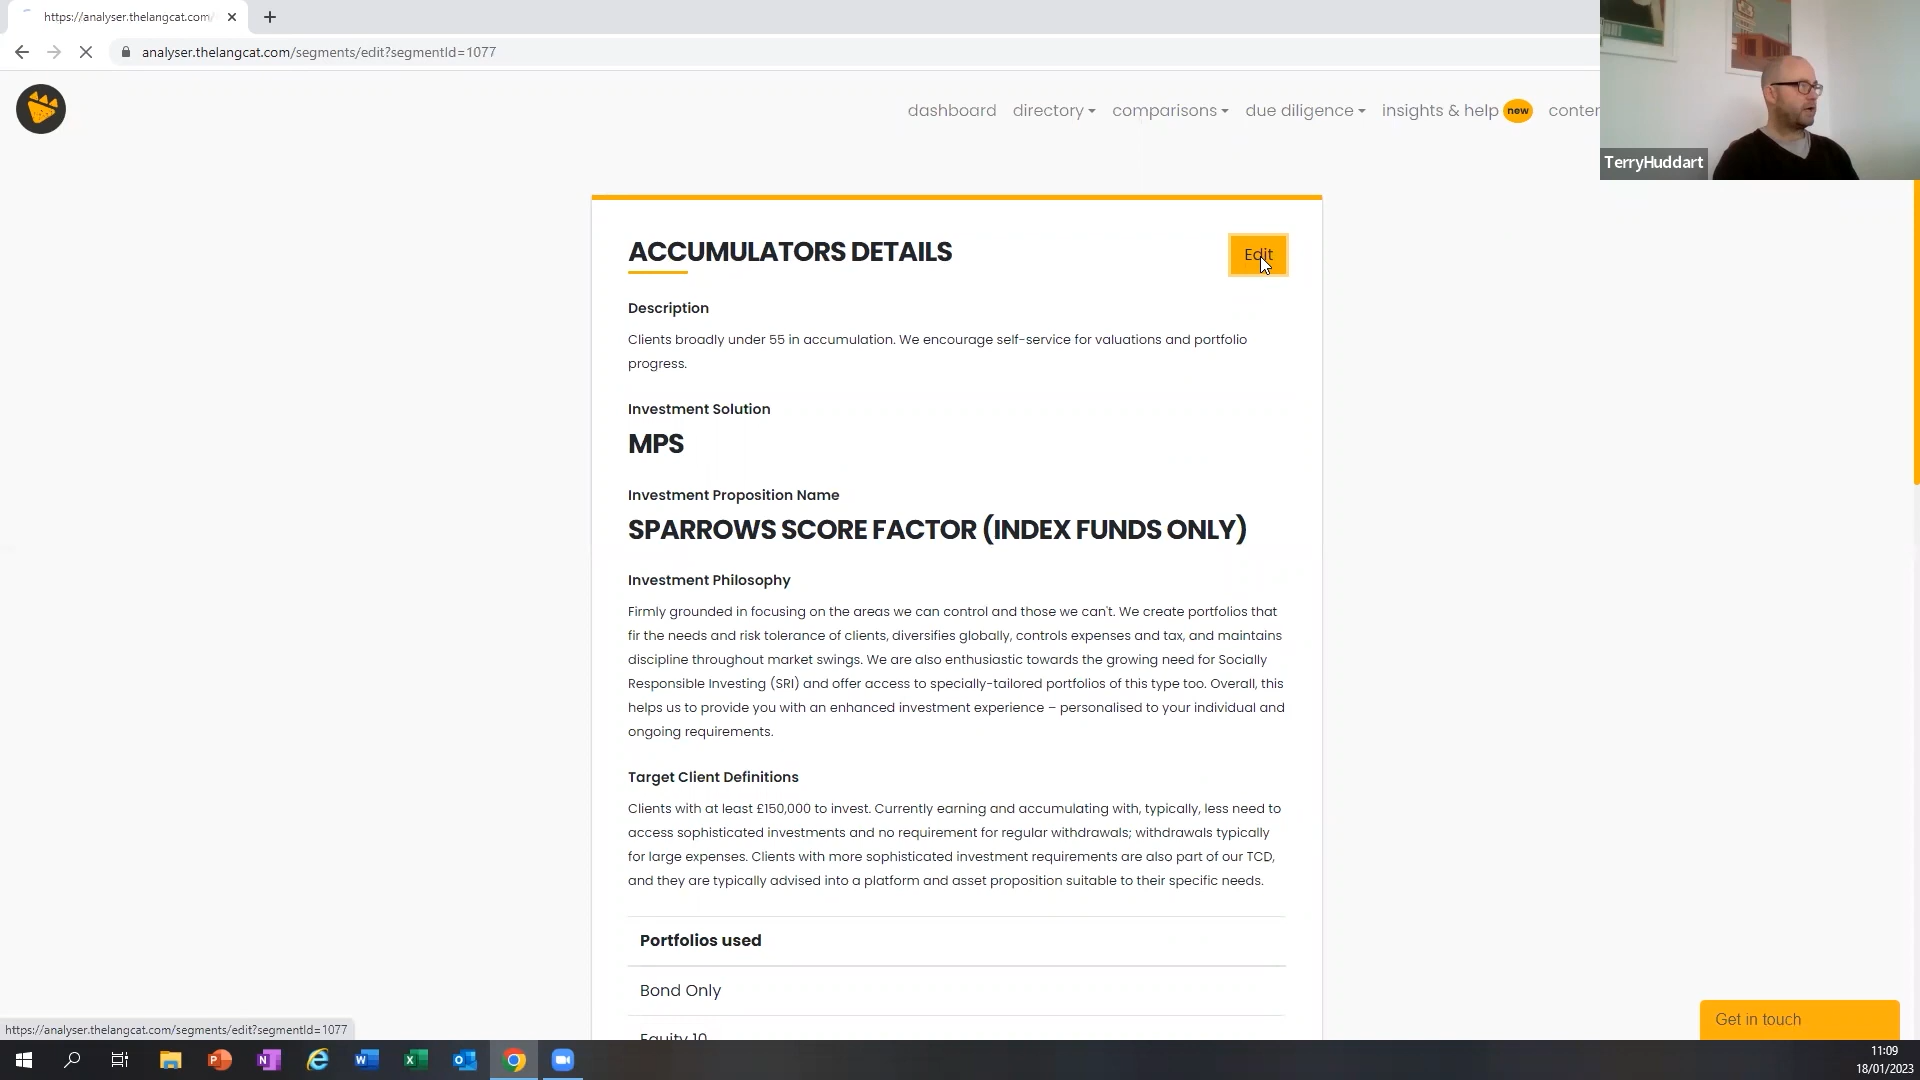 https://analyser.thelangcat.com/
analyser.thelangcat.com/segments/edit?segmentId=1077
dashboard directory comparisons due diligence insights & help new conter
TerryHuddart
ACCUMULATORS DETAILS
Edit
Description
Clients broadly under 55 in accumulation. We encourage self-service for valuations and portfolio
progress.
Investment Solution
MPS
Investment Proposition Name
SPARROWS SCORE FACTOR (INDEX FUNDS ONLY)
Investment Philosophy
Firmly grounded in focusing on the areas we can control and those we can't. We create portfolios that
fir the needs and risk tolerance of clients, diversifies globally, controls expenses and tax, and maintains
discipline throughout market swings. We are also enthusiastic towards the growing need for Socially
Responsible Investing (SRI) and offer access to specially-tailored portfolios of this type too. Overall, this
helps us to provide you with an enhanced investment experience – personalised to your individual and
ongoing requirements.
Target Client Definitions
Clients with at least £150,000 to invest. Currently earning and accumulating with, typically, less need to
access sophisticated investments and no requirement for regular withdrawals; withdrawals typically
for large expenses. Clients with more sophisticated investment requirements are also part of our TCD,
and they are typically advised into a platform and asset proposition suitable to their specific needs.
Portfolios used
Bond Only
Equity 10
Get in touch
https://analyser.thelangcat.com/segments/edit?segmentId=1077
11:09
18/01/2023